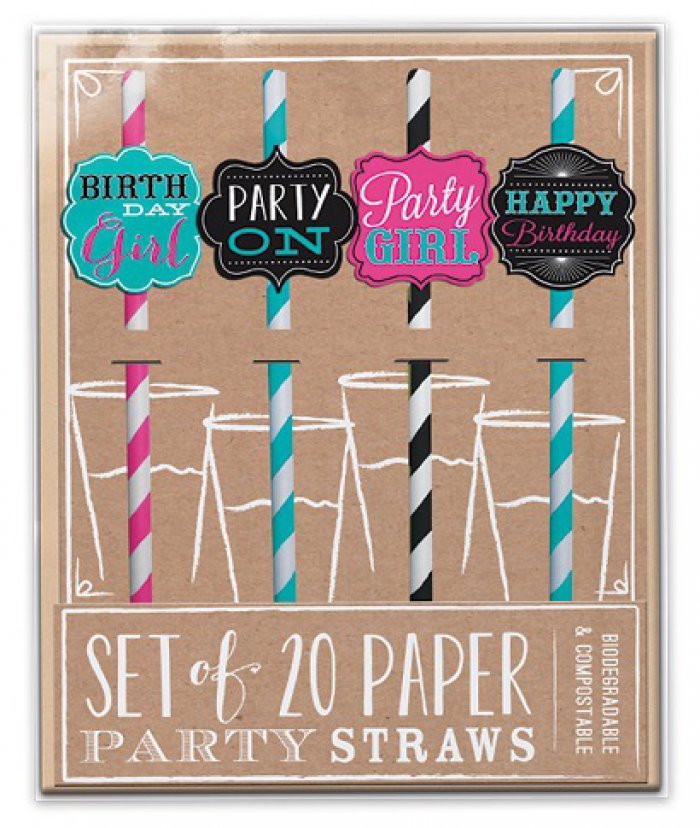 BIRTH
DAY
Girl
PARTY
ON
Party
GIRL
HAPPY
Birthday
SET of 20 PAPER
PARTY STRAWS
BIODEGRADABLE
& COMPOSTABLE